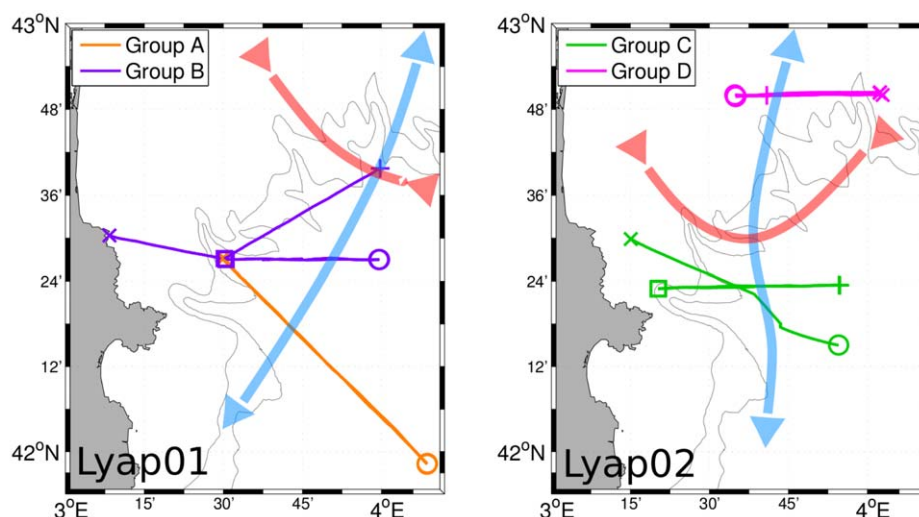 43°N
Group A
Group B
48'
36'
24'
12'
42°N
Lyap01
3°E
15'
30'
45'
4°E
43°N
Group C
Group D
48'
36'
24'
12'
42°N
Lyap02
3°E
15'
30'
45'
4°E